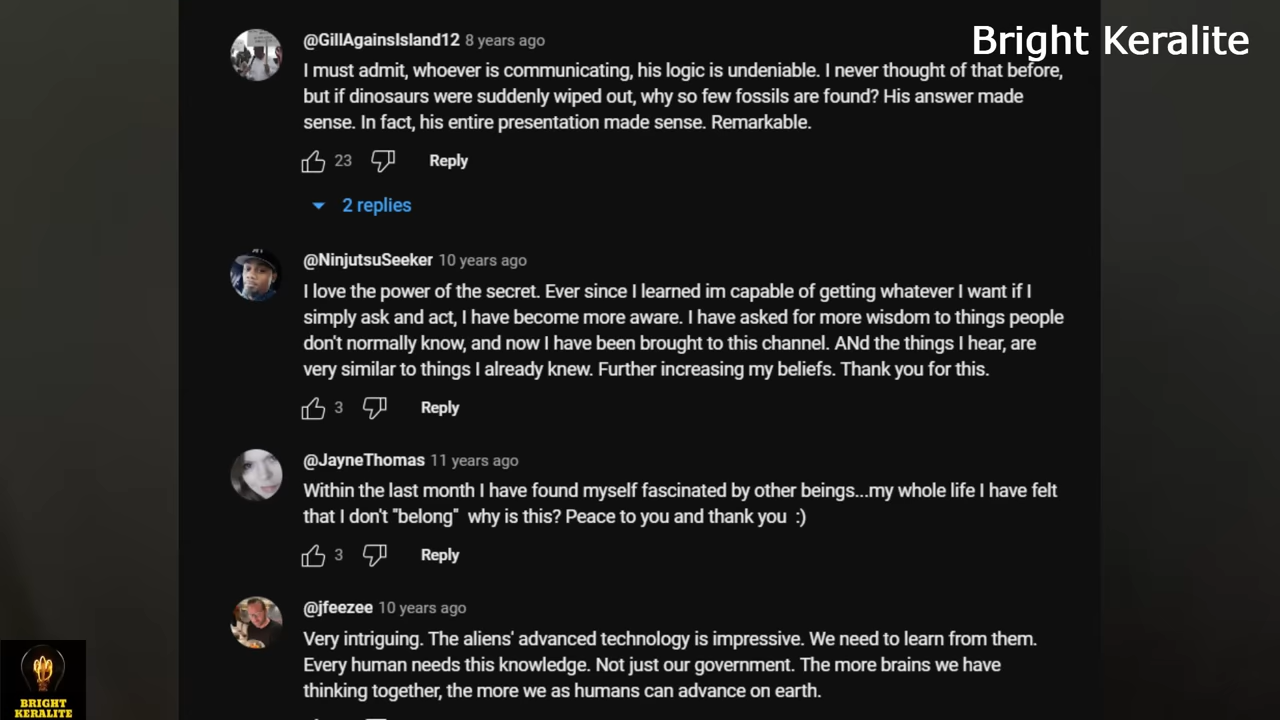 Bright Keralite
@GillAgainsIsland12 8 years ago
I must admit, whoever is communicating, his logic is undeniable. I never thought of that before,
but if dinosaurs were suddenly wiped out, why so few fossils are found? His answer made
sense. In fact, his entire presentation made sense. Remarkable.
23 Reply
2 replies
@NinjutsuSeeker 10 years ago
I love the power of the secret. Ever since I learned im capable of getting whatever I want if I
simply ask and act, I have become more aware. I have asked for more wisdom to things people
don't normally know, and now I have been brought to this channel. ANd the things I hear, are
very similar to things I already knew. Further increasing my beliefs. Thank you for this.
3 Reply
@JayneThomas 11 years ago
Within the last month I have found myself fascinated by other beings...my whole life I have felt
that I don't "belong"  why is this? Peace to you and thank you  :)
3 Reply
@jfeezee 10 years ago
Very intriguing. The aliens' advanced technology is impressive. We need to learn from them.
Every human needs this knowledge. Not just our government. The more brains we have
thinking together, the more we as humans can advance on earth.
BRIGHT
KERALITE